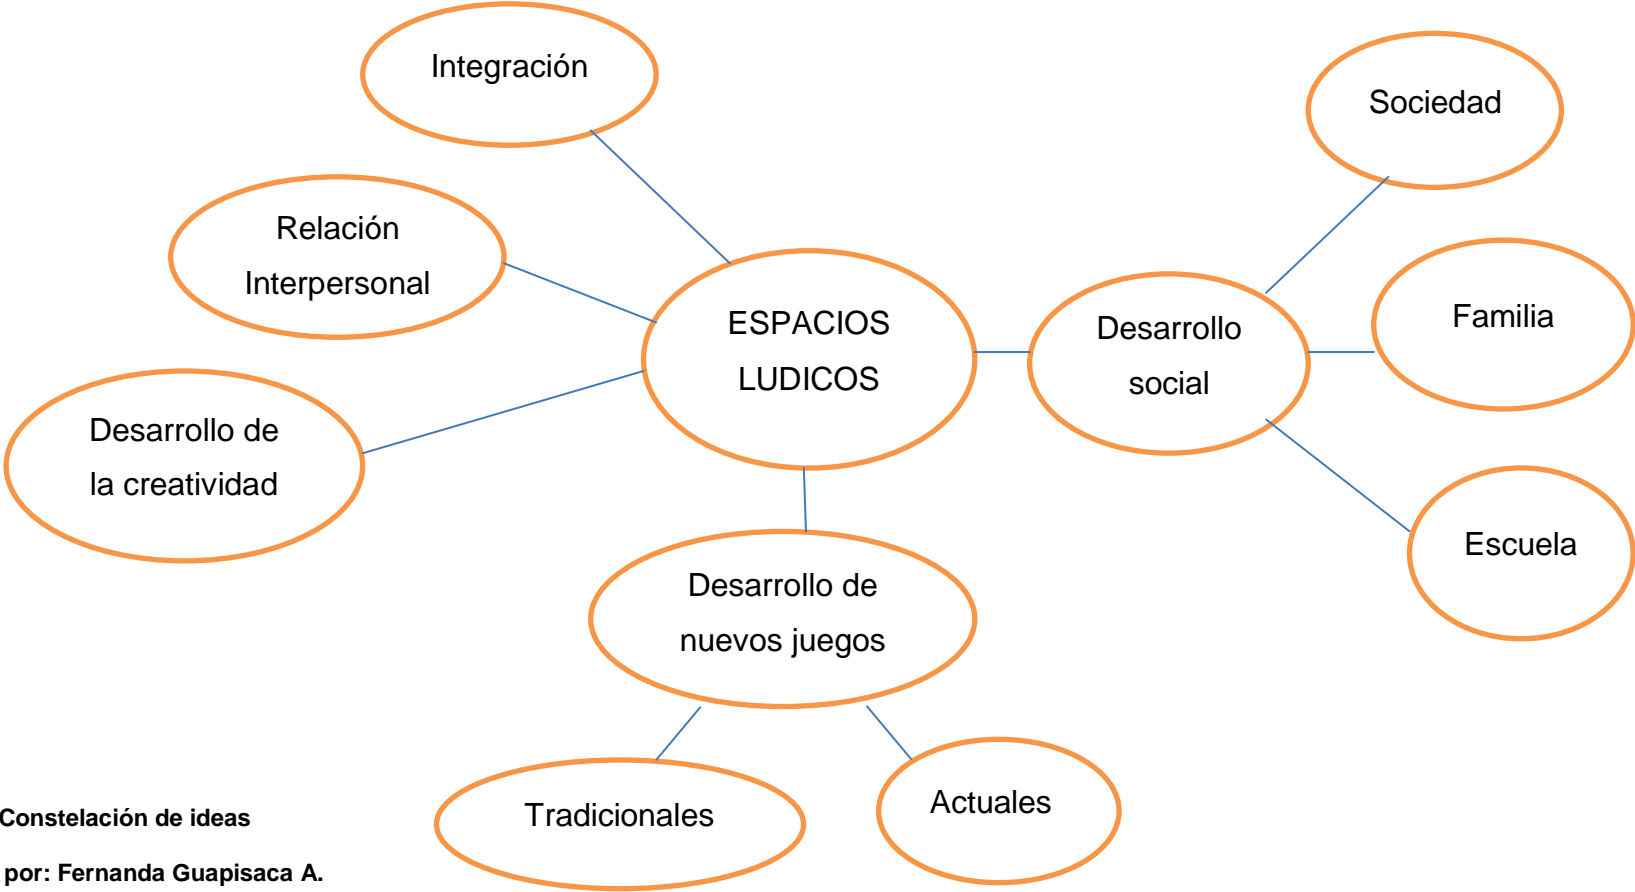 Integración
Sociedad
Relación
Interpersonal
ESPACIOS
LUDICOS
Desarrollo
social
Familia
Desarrollo de
la creatividad
Escuela
Desarrollo de
nuevos juegos
Tradicionales
Actuales
Constelación de ideas
por: Fernanda Guapisaca A.